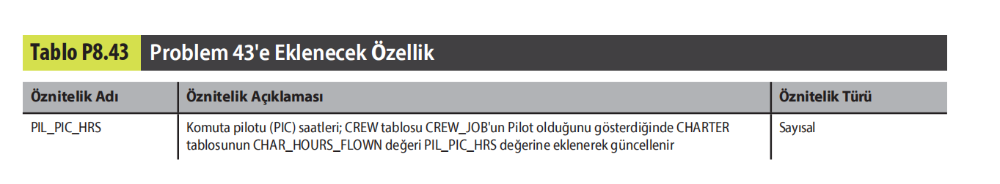 Tablo P8.43 Problem 43'e Eklenecek Özellik
Öznitelik Adı Öznitelik Açıklaması Öznitelik Türü
PIL_PIC_HRS Komuta pilotu (PIC) saatleri; CREW tablosu CREW_JOB'un Pilot olduğunu gösterdiğinde CHARTER Sayısal
tablosunun CHAR_HOURS_FLOWN değeri PIL_PIC_HRS değerine eklenerek güncellenir